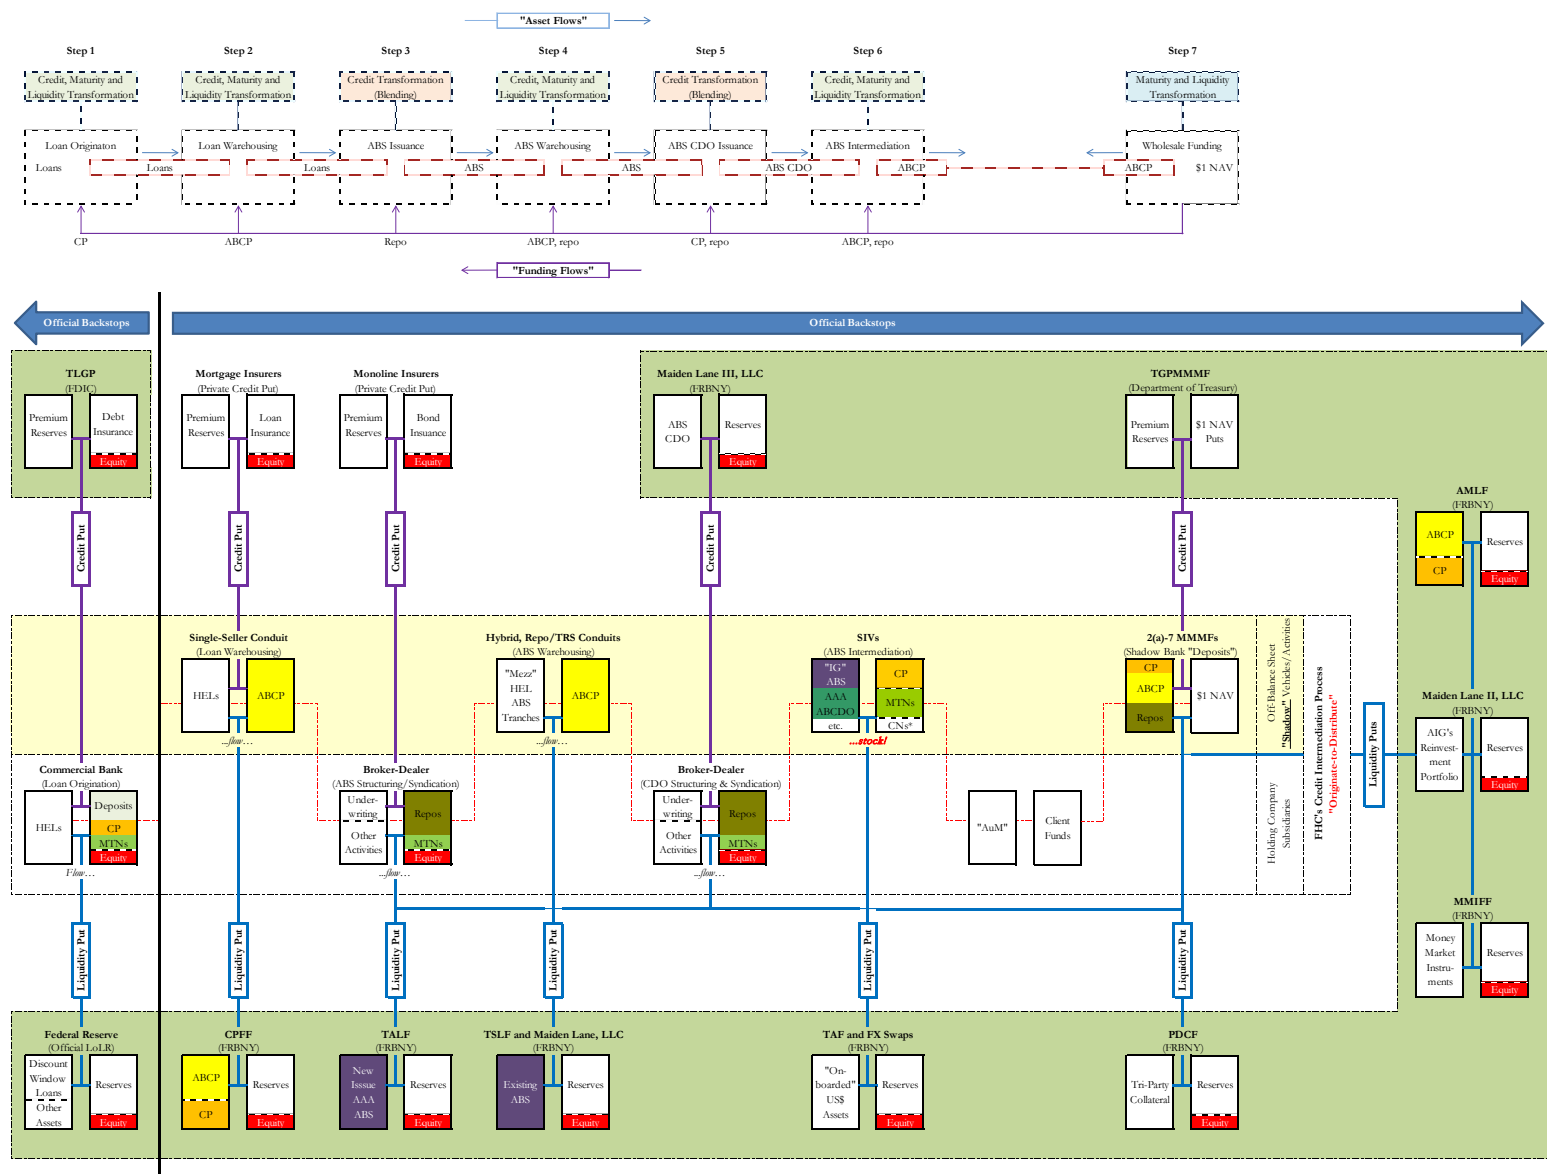 "Asset Flows"
Step 1
Step 2
Step 3
Step 4
Step 5
Step 6
Step 7
Credit, Maturity and
Liquidity Transformation
Credit, Maturity and
Liquidity Transformation
Credit Transformation
(Blending)
Credit, Maturity and
Liquidity Transformation
Credit Transformation
(Blending)
Credit, Maturity and
Liquidity Transformation
Maturity and Liquidity
Transformation
Loan Originaton
Loan Warehousing
ABS Issuance
ABS Warehousing
ABS CDO Issuance
ABS Intermediation
Wholesale Funding
Loans
Loans
Loans
ABS
ABS
ABS CDO
ABCP
ABCP
$1 NAV
CP
ABCP
Repo
ABCP, repo
CP, repo
ABCP, repo
"Funding Flows"
Official Backstops
Official Backstops
TLGP
(FDIC)
Premium
Reserves
Debt
Insurance
Equity
Mortgage Insurers
(Private Credit Put)
Premium
Reserves
Loan
Insurance
Equity
Monoline Insurers
(Private Credit Put)
Premium
Reserves
Bond
Insuance
Equity
Maiden Lane III, LLC
(FRBNY)
ABS
CDO
Reserves
Equity
TGPMMMF
(Department of Treasury)
Premium
Reserves
$1 NAV
Puts
AMLF
(FRBNY)
ABCP
CP
Reserves
Equity
Credit Put
Credit Put
Credit Put
Credit Put
Credit Put
Single-Seller Conduit
(Loan Warehousing)
HELs
ABCP
...flow…
Hybrid, Repo/TRS Conduits
(ABS Warehousing)
"Mezz"
HEL
ABS
Tranches
ABCP
...flow…
SIVs
(ABS Intermediation)
"IG"
ABS
AAA
ABCDO
etc.
CP
MTNs
CNs*
...stock!
2(a)-7 MMMFs
(Shadow Bank "Deposits")
CP
ABCP
Repos
$1 NAV
Off-Balance Sheet
"Shadow" Vehicles/Activities
Holding Company
Subsidiaries
FHC's Credit Intermediation Process
"Originate-to-Distribute"
Liquidity Puts
Maiden Lane II, LLC
(FRBNY)
AIG's
Reinvest-
ment
Portfolio
Reserves
Equity
Commercial Bank
(Loan Origination)
HELs
Deposits
CP
MTNs
Equity
Flow…
Broker-Dealer
(ABS Structuring/Syndication)
Under-
writing
Other
Activities
Repos
MTNs
Equity
...flow…
Broker-Dealer
(CDO Structuring & Syndication)
Under-
writing
Other
Activities
Repos
MTNs
Equity
...flow…
"AuM"
Client
Funds
MMIFF
(FRBNY)
Money
Market
Instru-
ments
Reserves
Equity
Liquidity Put
Liquidity Put
Liquidity Put
Liquidity Put
Liquidity Put
Liquidity Put
Federal Reserve
(Official LoLR)
Discount
Window
Loans
Other
Assets
Reserves
Equity
CPFF
(FRBNY)
ABCP
CP
Reserves
Equity
TALF
(FRBNY)
New
Isssue
AAA
ABS
Reserves
Equity
TSLF and Maiden Lane, LLC
(FRBNY)
Existing
ABS
Reserves
Equity
TAF and FX Swaps
(FRBNY)
"On-
boarded"
US$
Assets
Reserves
Equity
PDCF
(FRBNY)
Tri-Party
Collateral
Reserves
Equity